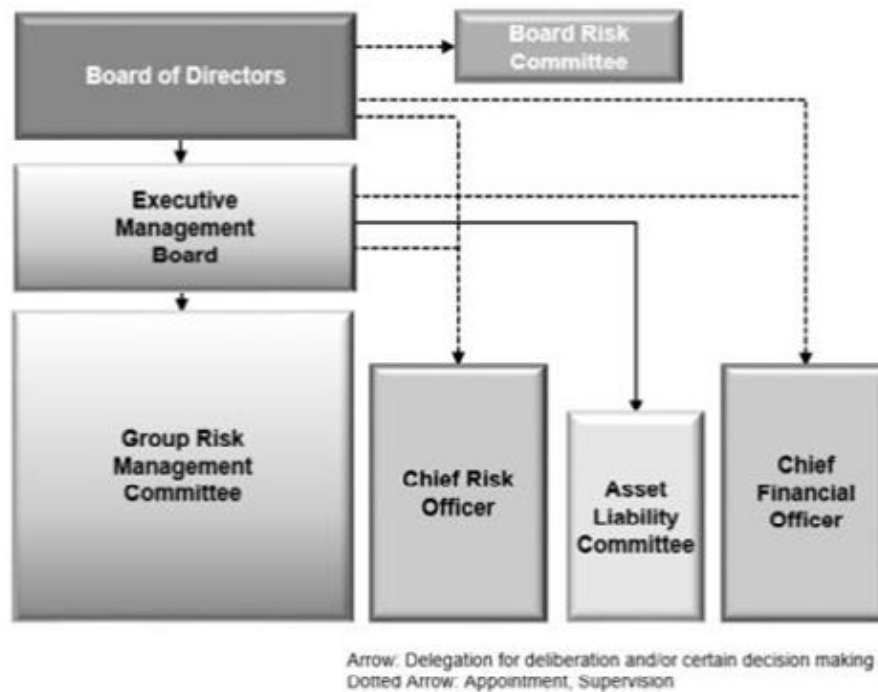 Board of Directors
Board Risk
Committee
Executive
Management
Board
Group Risk
Management
Committee
Chief Risk
Officer
Asset
Liability
Committee
Chief
Financial
Officer
Arrow: Delegation for deliberation and/or certain decision making
Dotted Arrow: Appointment, Supervision